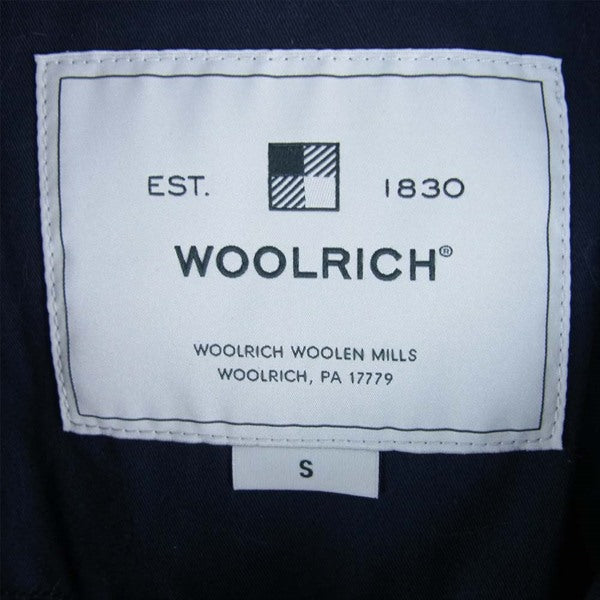 EST. 1830
WOOLRICH®
WOOLRICH WOOLEN MILLS
WOOLRICH, PA 17779
S